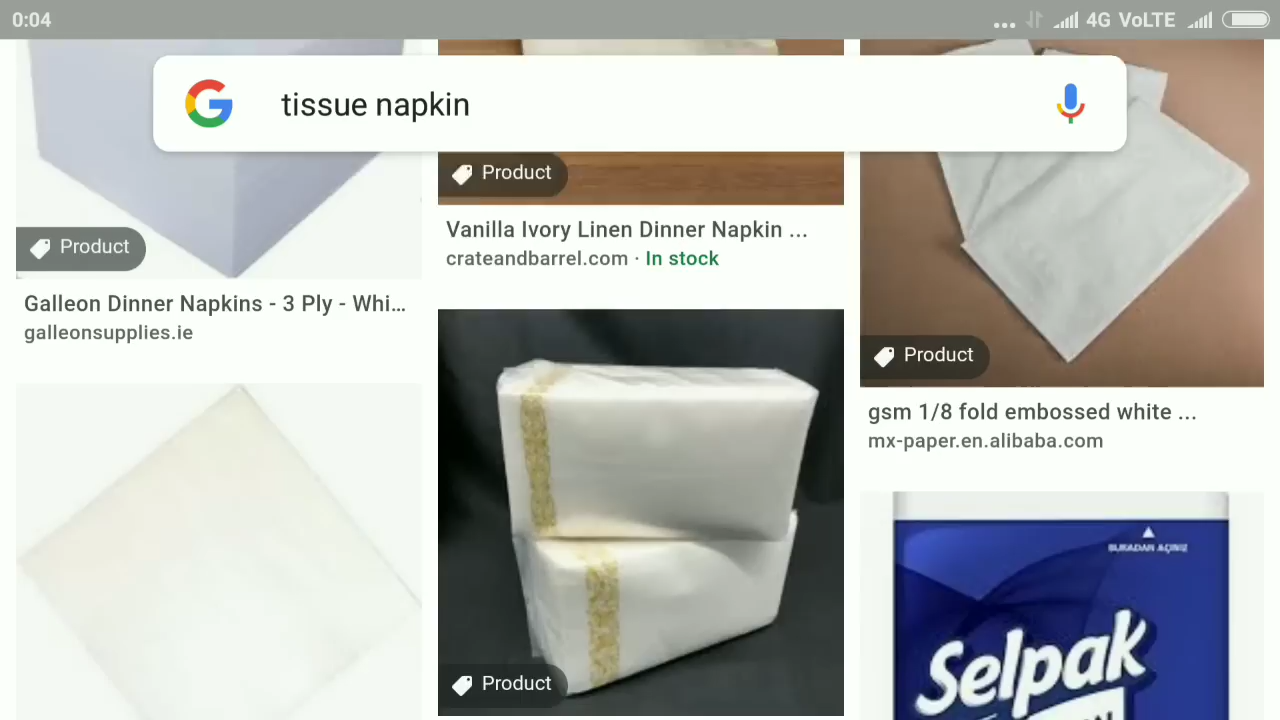 0:04
4G VoLTE
tissue napkin
Product
Galleon Dinner Napkins - 3 Ply - Whi...
galleonsupplies.ie
Product
Vanilla Ivory Linen Dinner Napkin ...
crateandbarrel.com · In stock
Product
Product
gsm 1/8 fold embossed white ...
mx-paper.en.alibaba.com
BURADAN AÇINIZ
Selpak